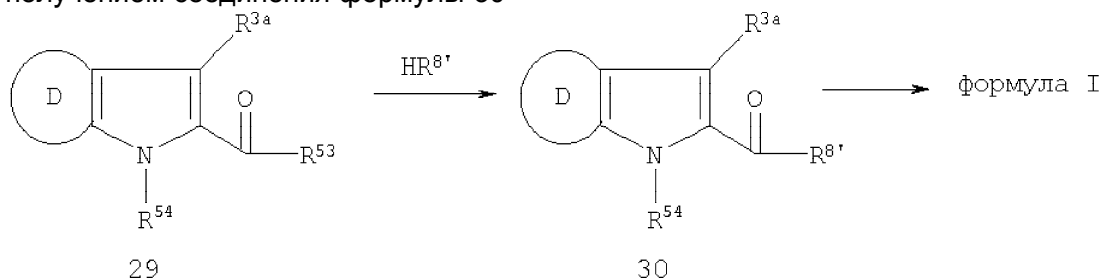 получением соединения формулы 30
R³ᵃ R³ᵃ
HR⁸' формула I
D O D O
R⁵³ R⁸'
N N
R⁵⁴ R⁵⁴
29 30